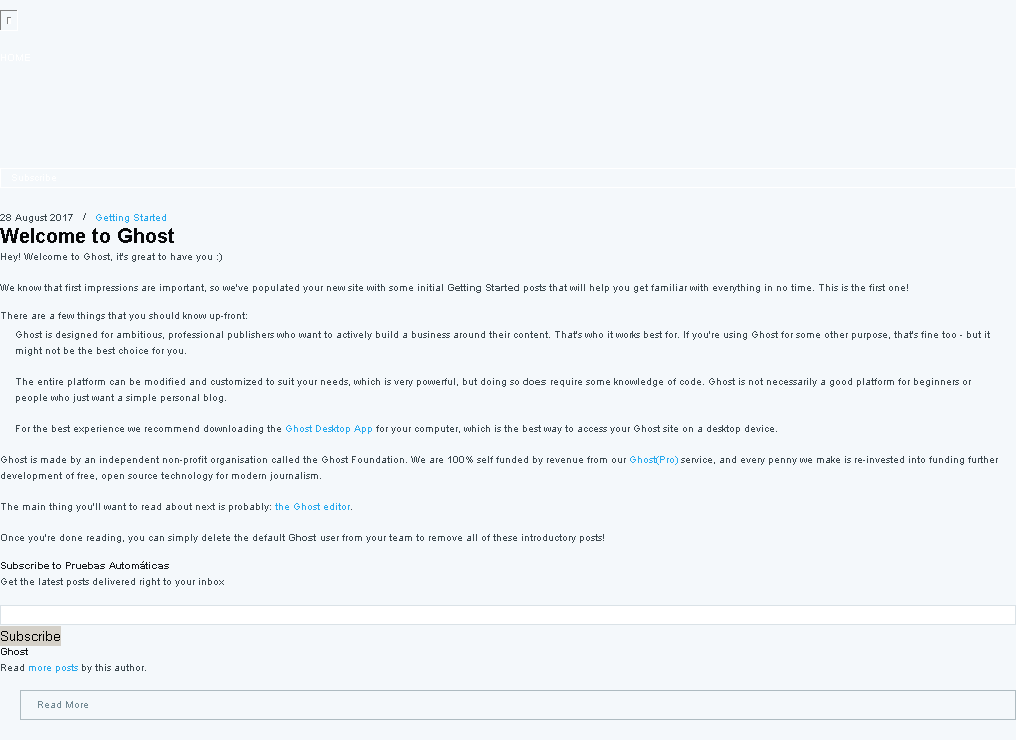 HOME
Subscribe
28 August 2017 / Getting Started
Welcome to Ghost
Hey! Welcome to Ghost, it's great to have you :)
We know that first impressions are important, so we've populated your new site with some initial Getting Started posts that will help you get familiar with everything in no time. This is the first one!
There are a few things that you should know up-front:
Ghost is designed for ambitious, professional publishers who want to actively build a business around their content. That's who it works best for. If you're using Ghost for some other purpose, that's fine too - but it
might not be the best choice for you.
The entire platform can be modified and customized to suit your needs, which is very powerful, but doing so does require some knowledge of code. Ghost is not necessarily a good platform for beginners or
people who just want a simple personal blog.
For the best experience we recommend downloading the Ghost Desktop App for your computer, which is the best way to access your Ghost site on a desktop device.
Ghost is made by an independent non-profit organisation called the Ghost Foundation. We are 100% self funded by revenue from our Ghost(Pro) service, and every penny we make is re-invested into funding further
development of free, open source technology for modern journalism.
The main thing you'll want to read about next is probably: the Ghost editor.
Once you're done reading, you can simply delete the default Ghost user from your team to remove all of these introductory posts!
Subscribe to Pruebas Automáticas
Get the latest posts delivered right to your inbox
Subscribe
Ghost
Read more posts by this author.
Read More